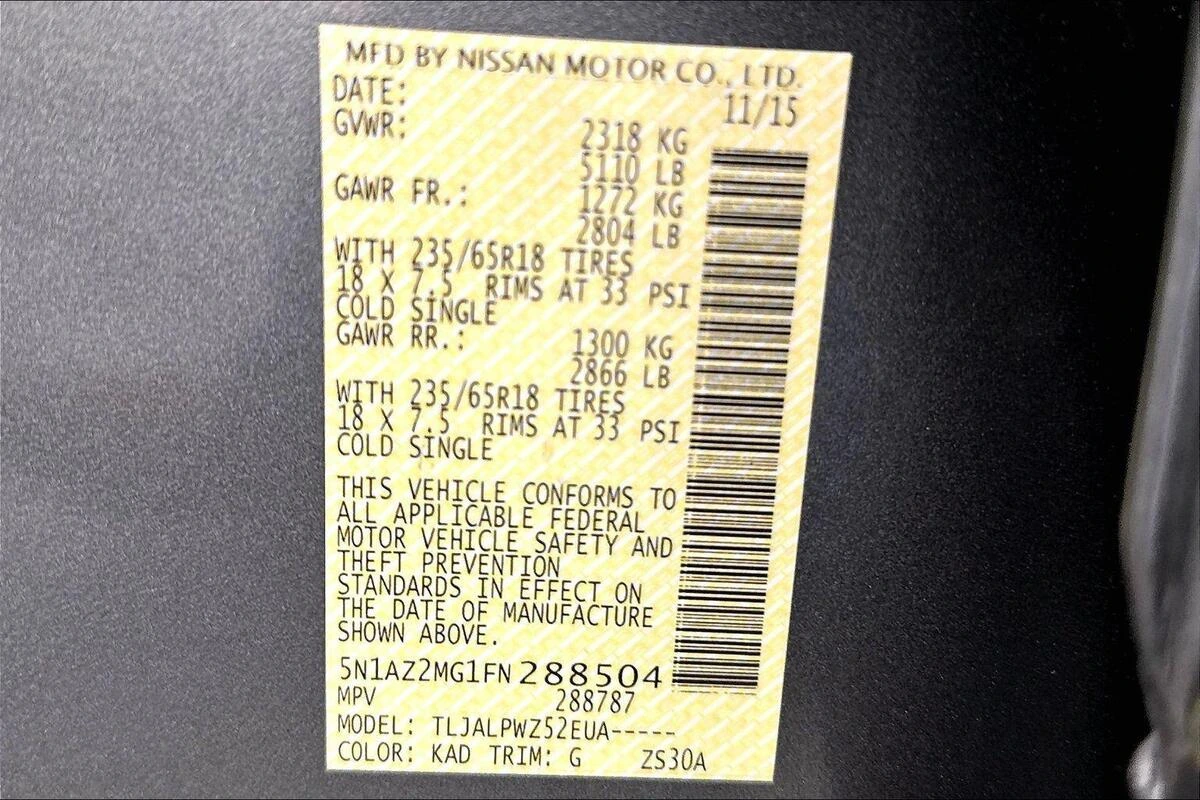 MFD BY NISSAN MOTOR CO., LTD.
DATE: 11/15
GVWR: 2318 KG
5110 LB
GAWR FR.: 1272 KG
2804 LB
WITH 235/65R18 TIRES
18 X 7.5 RIMS AT 33 PSI
COLD SINGLE
GAWR RR.: 1300 KG
2866 LB
WITH 235/65R18 TIRES
18 X 7.5 RIMS AT 33 PSI
COLD SINGLE
THIS VEHICLE CONFORMS TO
ALL APPLICABLE FEDERAL
MOTOR VEHICLE SAFETY AND
THEFT PREVENTION
STANDARDS IN EFFECT ON
THE DATE OF MANUFACTURE
SHOWN ABOVE.
5N1AZ2MG1FN288504
MPV 288787
MODEL: TLJALPWZ52EUA-----
COLOR: KAD TRIM: G ZS30A